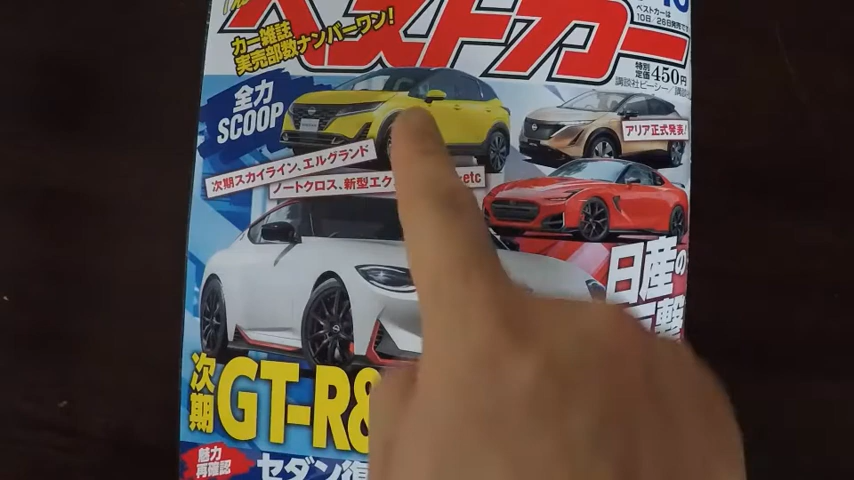 ベストカー
カー雑誌
実売部数ナンバーワン!
ベストカーは
10日/26日発売です
特別
定価450円
講談社ビーシー/講談社
全力
SCOOP
アリア正式発表!
次期スカイライン、エルグランド
ノートクロス、新型エク
etc
日産の
次期
GT-R&
魅力
再確認
セダン復